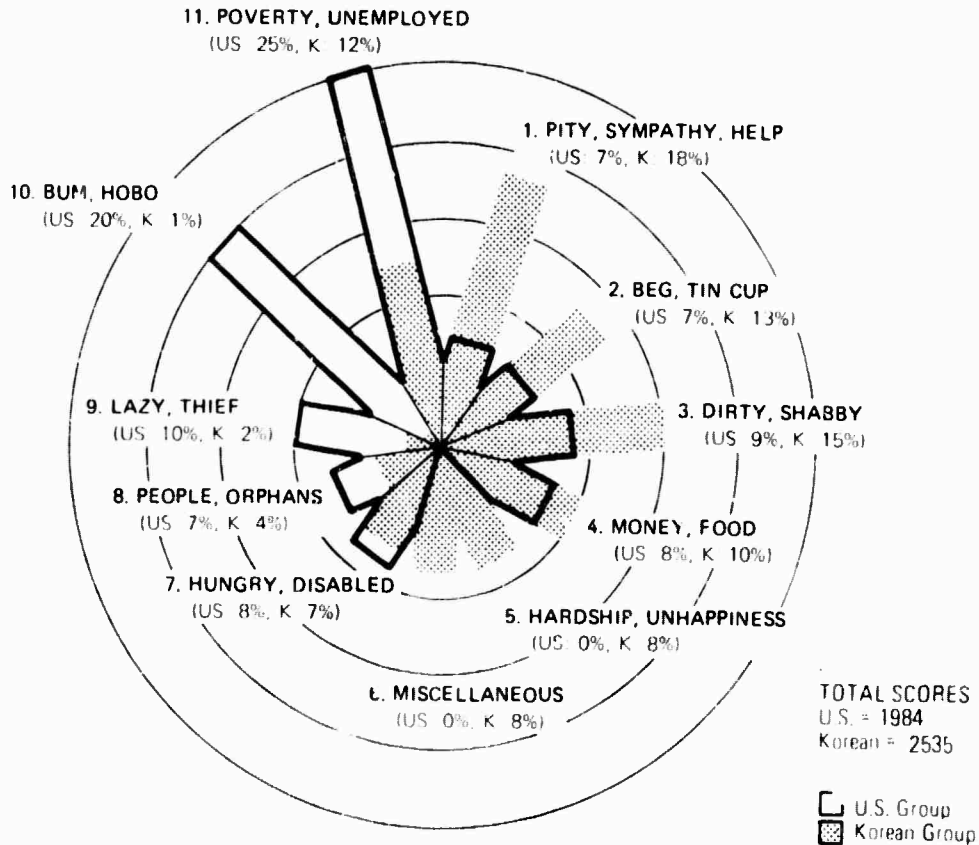 11. POVERTY, UNEMPLOYED
(US 25%, K 12%)
1. PITY, SYMPATHY, HELP
(US: 7%, K: 18%)
10. BUM, HOBO
(US 20%, K 1%)
2. BEG, TIN CUP
(US 7%, K 13%)
3. DIRTY, SHABBY
(US 9%, K 15%)
9. LAZY, THIEF
(US 10%, K 2%)
8. PEOPLE, ORPHANS
(US 7%, K 4%)
4. MONEY, FOOD
(US 8%, K 10%)
7. HUNGRY, DISABLED
(US 8%, K 7%)
5. HARDSHIP, UNHAPPINESS
(US: 0%, K 8%)
6. MISCELLANEOUS
(US 0%, K 8%)
TOTAL SCORES
U.S. = 1984
Korean = 2535
U.S. Group
Korean Group